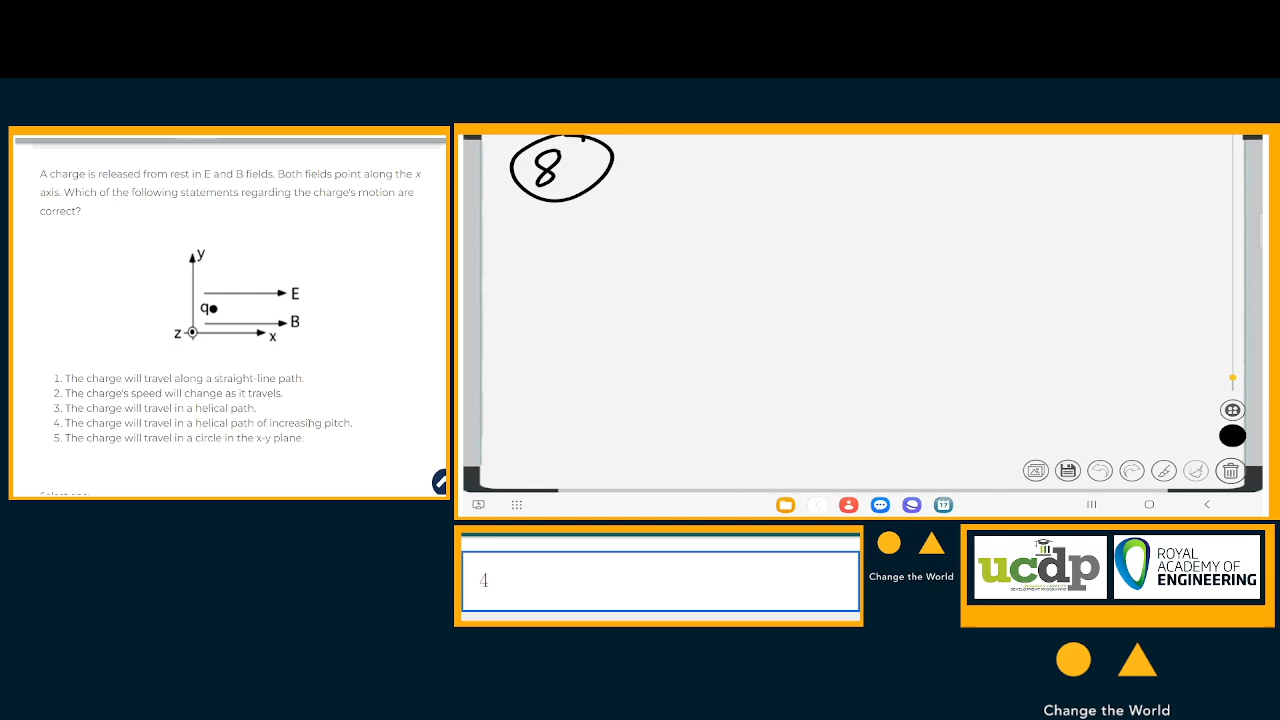 A charge is released from rest in E and B fields. Both fields point along the x
axis. Which of the following statements regarding the charge's motion are
correct?
y
E
q
B
z
x
1. The charge will travel along a straight-line path.
2. The charge's speed will change as it travels.
3. The charge will travel in a helical path.
4. The charge will travel in a helical path of increasing pitch.
5. The charge will travel in a circle in the x-y plane.
8
17
4
Change the World
ucdp
ROYAL
ACADEMY OF
ENGINEERING
Change the World